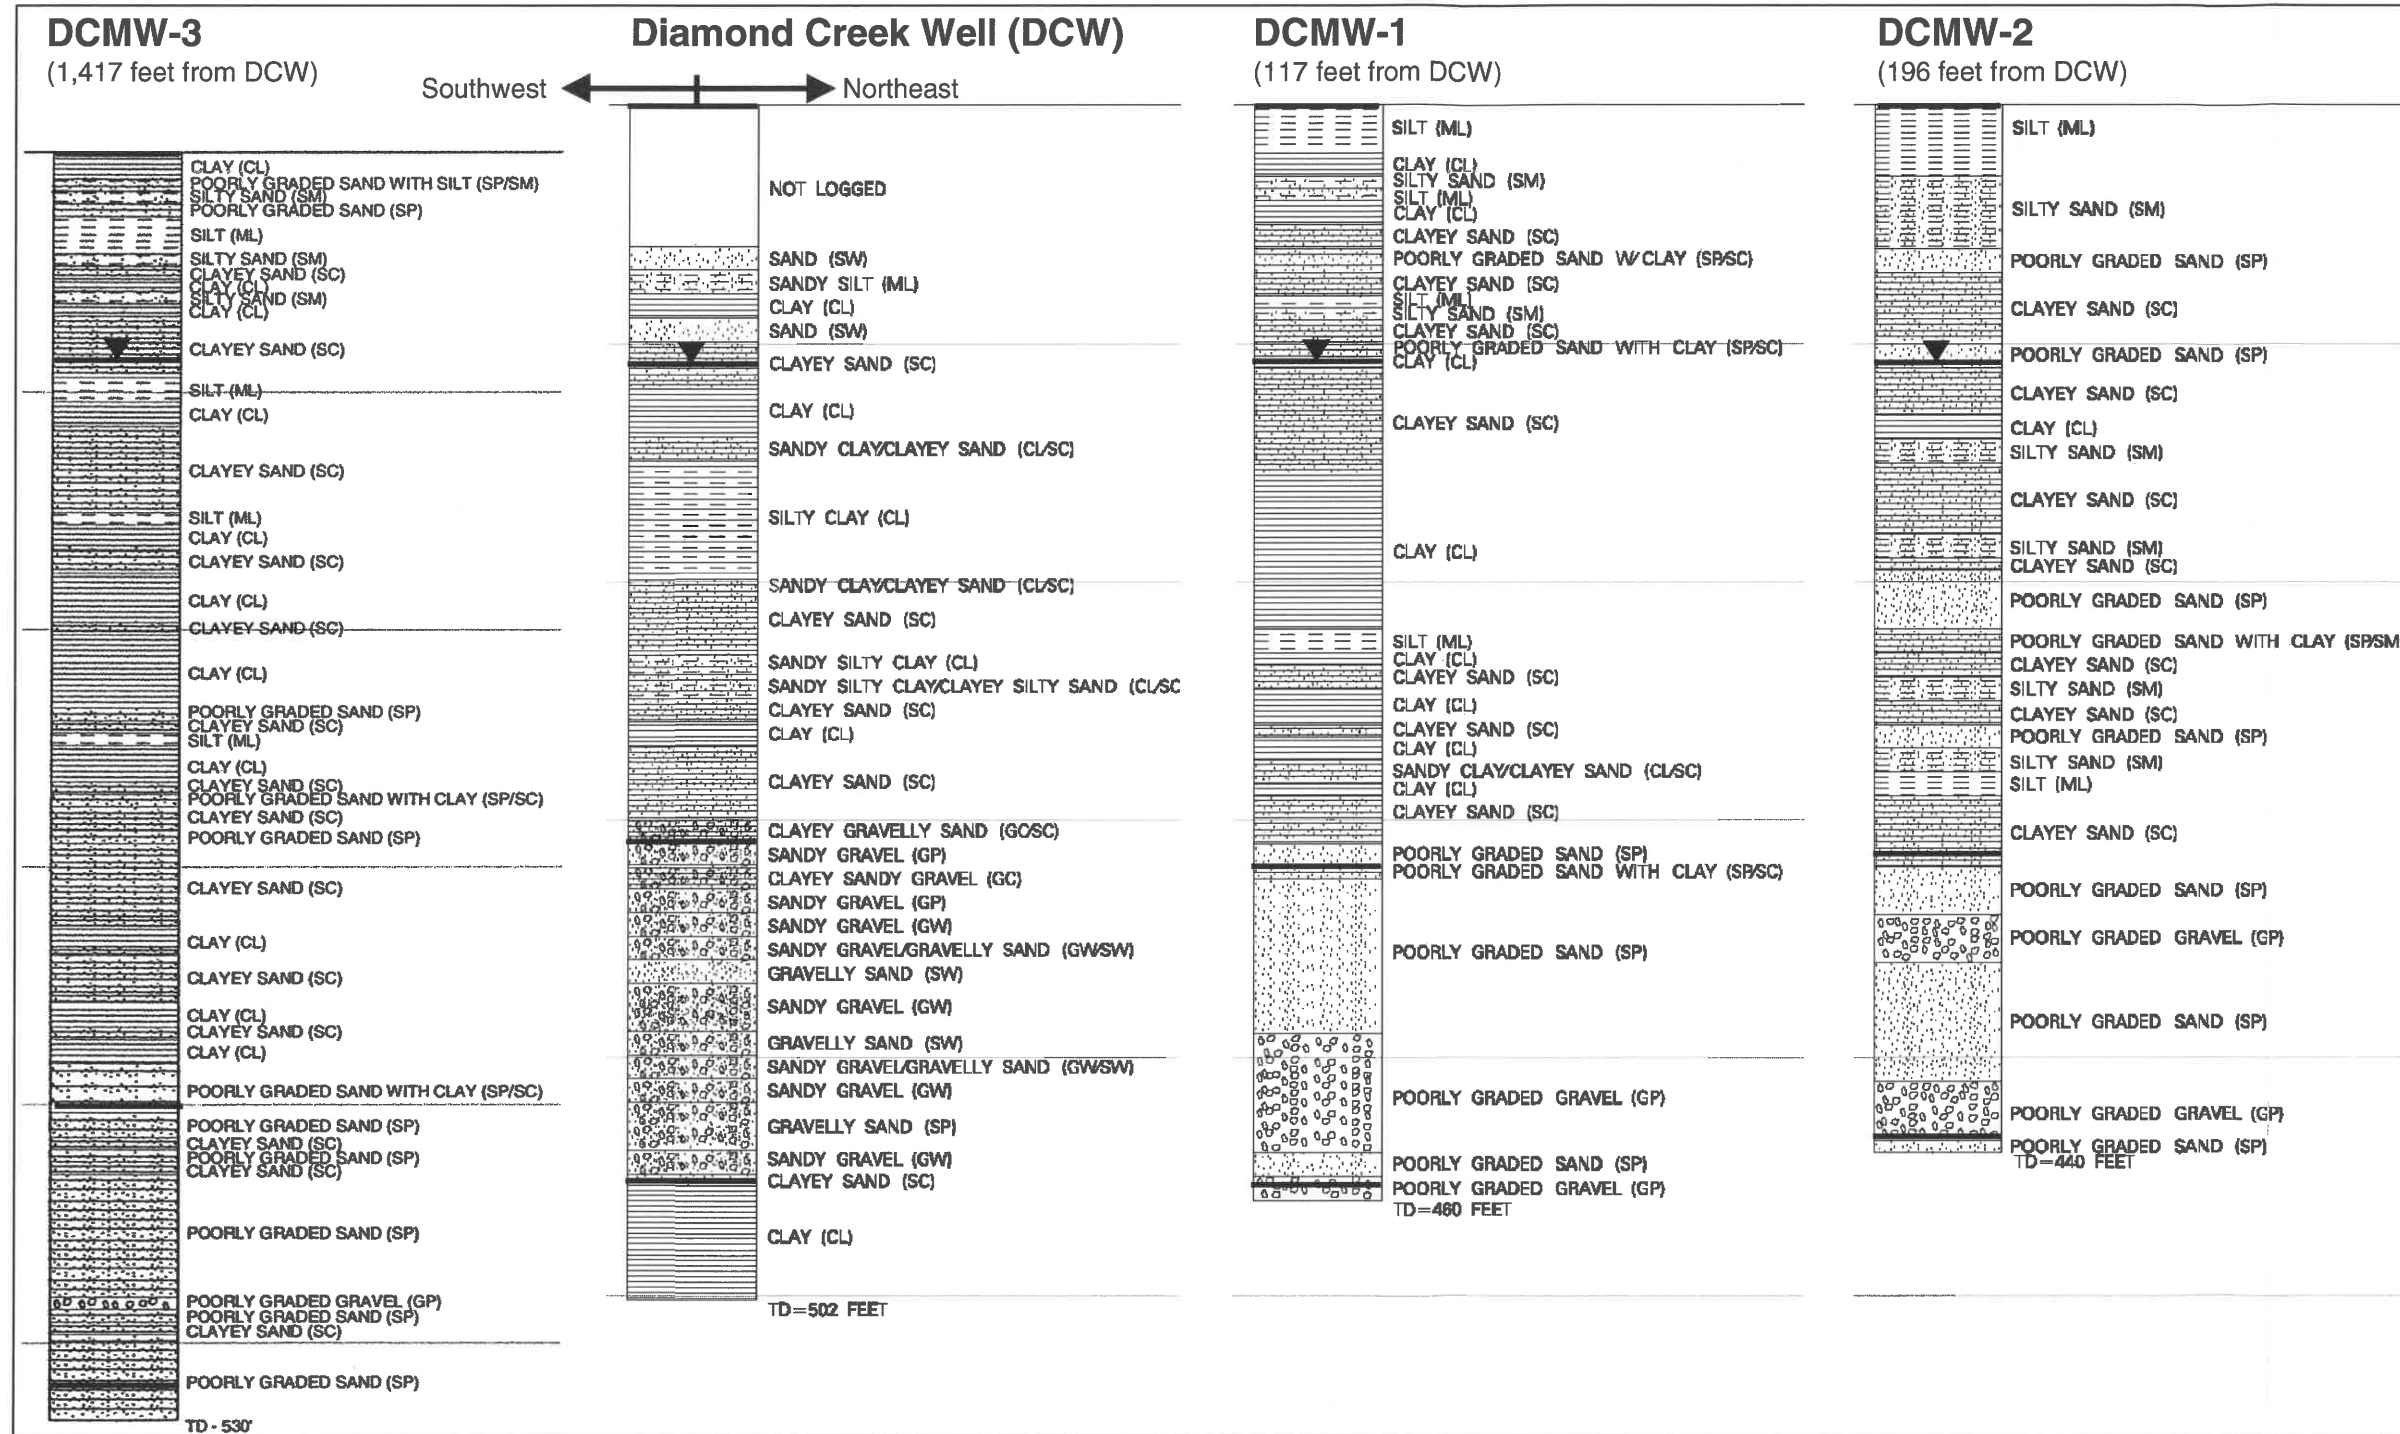 DCMW-3
(1,417 feet from DCW)
Southwest
Northeast
CLAY (CL)
POORLY GRADED SAND WITH SILT (SP/SM)
SILTY SAND (SM)
POORLY GRADED SAND (SP)
SILT (ML)
SILTY SAND (SM)
CLAYEY SAND (SC)
CLAY (CL)
SILTY SAND (SM)
CLAY (CL)
CLAYEY SAND (SC)
SILT (ML)
CLAY (CL)
CLAYEY SAND (SC)
SILT (ML)
CLAY (CL)
CLAYEY SAND (SC)
CLAY (CL)
CLAYEY SAND (SC)
CLAY (CL)
POORLY GRADED SAND (SP)
CLAYEY SAND (SC)
SILT (ML)
CLAY (CL)
CLAYEY SAND (SC)
POORLY GRADED SAND WITH CLAY (SP/SC)
CLAYEY SAND (SC)
POORLY GRADED SAND (SP)
CLAYEY SAND (SC)
CLAY (CL)
CLAYEY SAND (SC)
CLAY (CL)
CLAYEY SAND (SC)
CLAY (CL)
POORLY GRADED SAND WITH CLAY (SP/SC)
POORLY GRADED SAND (SP)
CLAYEY SAND (SC)
POORLY GRADED SAND (SP)
CLAYEY SAND (SC)
POORLY GRADED SAND (SP)
POORLY GRADED GRAVEL (GP)
POORLY GRADED SAND (SP)
CLAYEY SAND (SC)
POORLY GRADED SAND (SP)
TD - 530'
Diamond Creek Well (DCW)
NOT LOGGED
SAND (SW)
SANDY SILT (ML)
CLAY (CL)
SAND (SW)
CLAYEY SAND (SC)
CLAY (CL)
SANDY CLAY/CLAYEY SAND (CL/SC)
SILTY CLAY (CL)
SANDY CLAY/CLAYEY SAND (CL/SC)
CLAYEY SAND (SC)
SANDY SILTY CLAY (CL)
SANDY SILTY CLAY/CLAYEY SILTY SAND (CL/SC
CLAYEY SAND (SC)
CLAY (CL)
CLAYEY SAND (SC)
CLAYEY GRAVELLY SAND (GC/SC)
SANDY GRAVEL (GP)
CLAYEY SANDY GRAVEL (GC)
SANDY GRAVEL (GP)
SANDY GRAVEL (GW)
SANDY GRAVEL/GRAVELLY SAND (GW/SW)
GRAVELLY SAND (SW)
SANDY GRAVEL (GW)
GRAVELLY SAND (SW)
SANDY GRAVEL/GRAVELLY SAND (GW/SW)
SANDY GRAVEL (GW)
GRAVELLY SAND (SP)
SANDY GRAVEL (GW)
CLAYEY SAND (SC)
CLAY (CL)
TD=502 FEET
DCMW-1
(117 feet from DCW)
SILT (ML)
CLAY (CL)
SILTY SAND (SM)
SILT (ML)
CLAY (CL)
CLAYEY SAND (SC)
POORLY GRADED SAND W/CLAY (SP/SC)
CLAYEY SAND (SC)
SILT (ML)
SILTY SAND (SM)
CLAYEY SAND (SC)
POORLY GRADED SAND WITH CLAY (SP/SC)
CLAY (CL)
CLAYEY SAND (SC)
CLAY (CL)
SILT (ML)
CLAY (CL)
CLAYEY SAND (SC)
CLAY (CL)
CLAYEY SAND (SC)
CLAY (CL)
SANDY CLAY/CLAYEY SAND (CL/SC)
CLAY (CL)
CLAYEY SAND (SC)
POORLY GRADED SAND (SP)
POORLY GRADED SAND WITH CLAY (SP/SC)
POORLY GRADED SAND (SP)
POORLY GRADED GRAVEL (GP)
POORLY GRADED SAND (SP)
POORLY GRADED GRAVEL (GP)
TD=460 FEET
DCMW-2
(196 feet from DCW)
SILT (ML)
SILTY SAND (SM)
POORLY GRADED SAND (SP)
CLAYEY SAND (SC)
POORLY GRADED SAND (SP)
CLAYEY SAND (SC)
CLAY (CL)
SILTY SAND (SM)
CLAYEY SAND (SC)
SILTY SAND (SM)
CLAYEY SAND (SC)
POORLY GRADED SAND (SP)
POORLY GRADED SAND WITH CLAY (SP/SM
CLAYEY SAND (SC)
SILTY SAND (SM)
CLAYEY SAND (SC)
POORLY GRADED SAND (SP)
SILTY SAND (SM)
SILT (ML)
CLAYEY SAND (SC)
POORLY GRADED SAND (SP)
POORLY GRADED GRAVEL (GP)
POORLY GRADED SAND (SP)
POORLY GRADED GRAVEL (GP)
POORLY GRADED SAND (SP)
TD=440 FEET